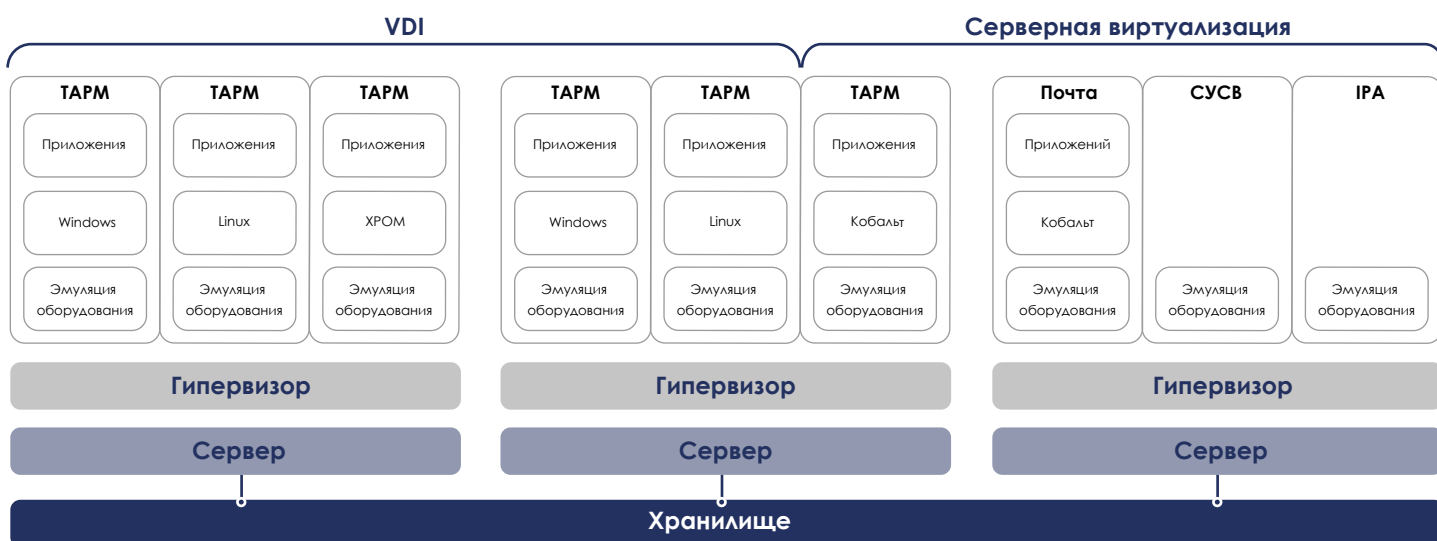 VDI
Серверная виртуализация
ТАРМ
ТАРМ
ТАРМ
ТАРМ
ТАРМ
ТАРМ
Почта
СУСВ
IPA
Приложения
Приложения
Приложения
Приложения
Приложения
Приложения
Приложений
Windows
Linux
ХРОМ
Windows
Linux
Кобальт
Кобальт
Эмуляция
оборудования
Эмуляция
оборудования
Эмуляция
оборудования
Эмуляция
оборудования
Эмуляция
оборудования
Эмуляция
оборудования
Эмуляция
оборудования
Эмуляция
оборудования
Эмуляция
оборудования
Гипервизор
Гипервизор
Гипервизор
Сервер
Сервер
Сервер
Хранилище